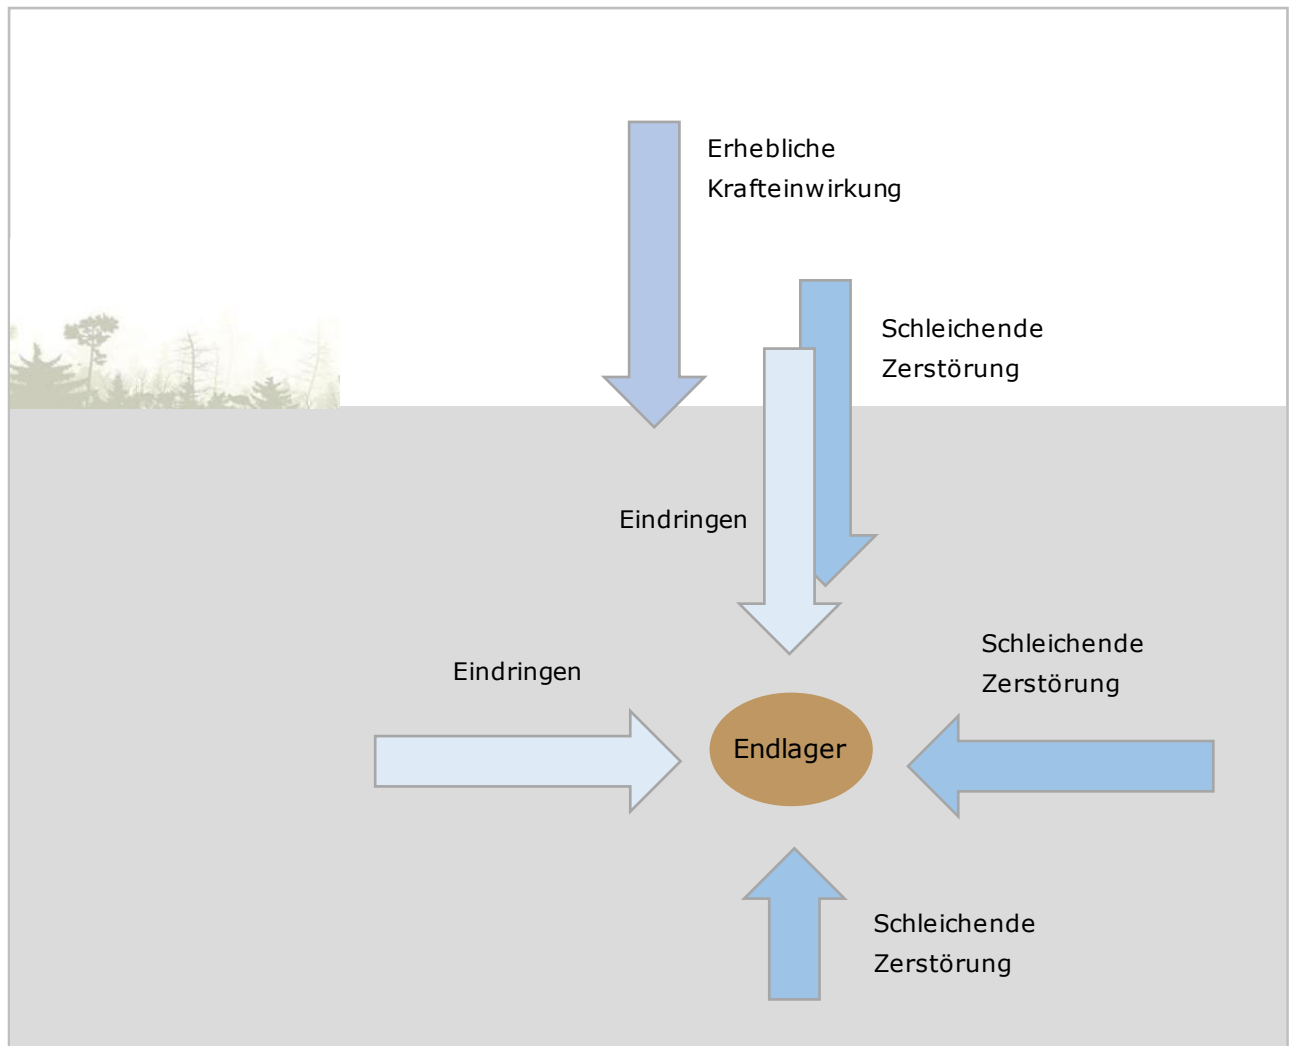 Erhebliche
Krafteinwirkung
Schleichende
Zerstörung
Eindringen
Schleichende
Zerstörung
Eindringen
Endlager
Schleichende
Zerstörung